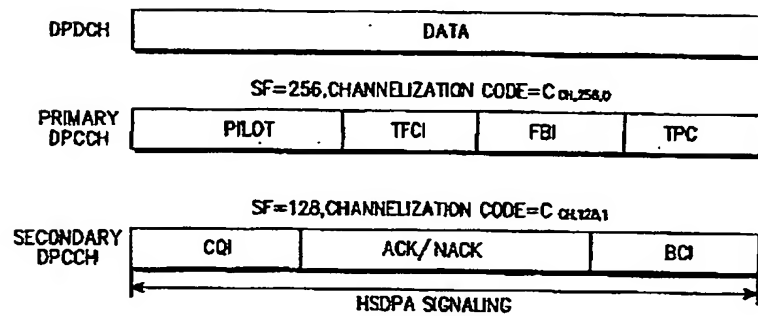 DPDCH DATA
SF=256,CHANNELIZATION CODE=C CH,256,0
PRIMARY DPCCH PILOT TFCI FBI TPC
SF=128,CHANNELIZATION CODE=C CH,128,1
SECONDARY DPCCH CQI ACK/NACK BCI
HSDPA SIGNALING